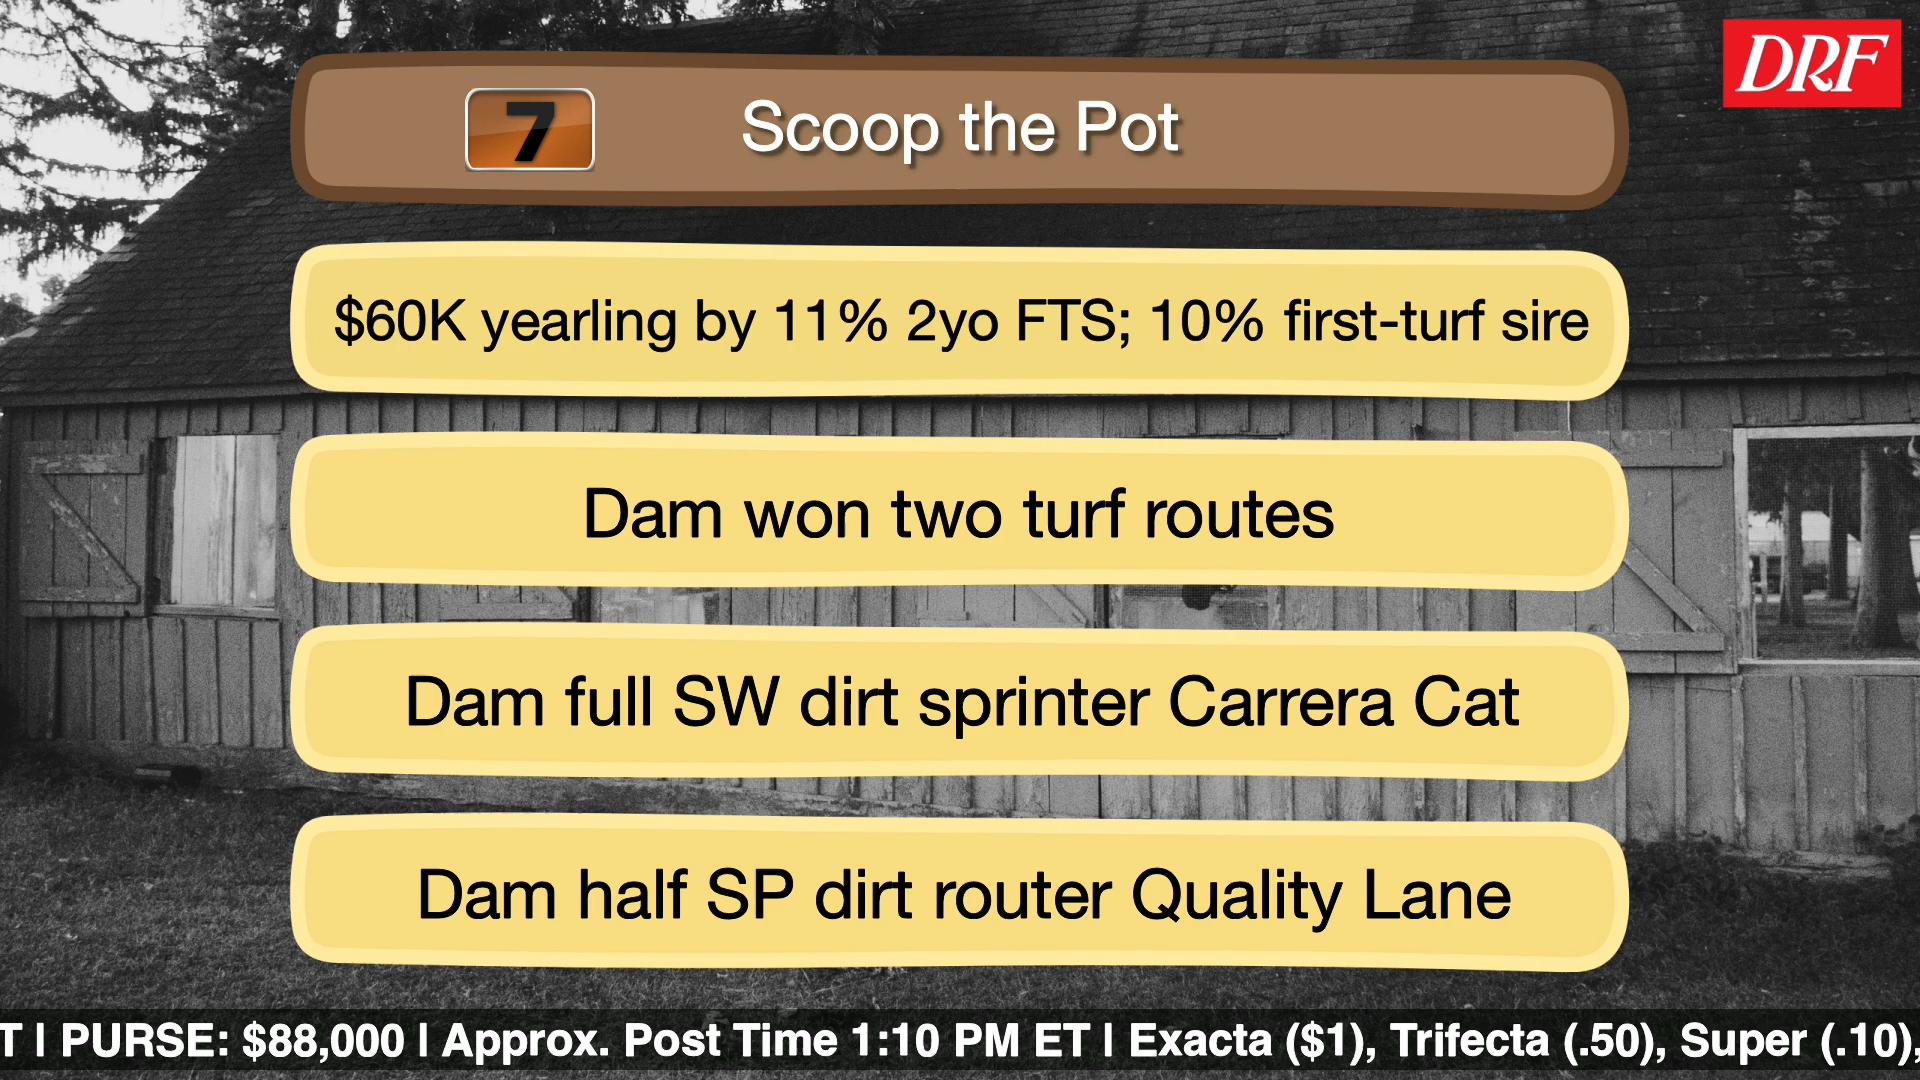 DRF
7 Scoop the Pot
$60K yearling by 11% 2yo FTS; 10% first-turf sire
Dam won two turf routes
Dam full SW dirt sprinter Carrera Cat
Dam half SP dirt router Quality Lane
T | PURSE: $88,000 | Approx. Post Time 1:10 PM ET | Exacta ($1), Trifecta (.50), Super (.10),